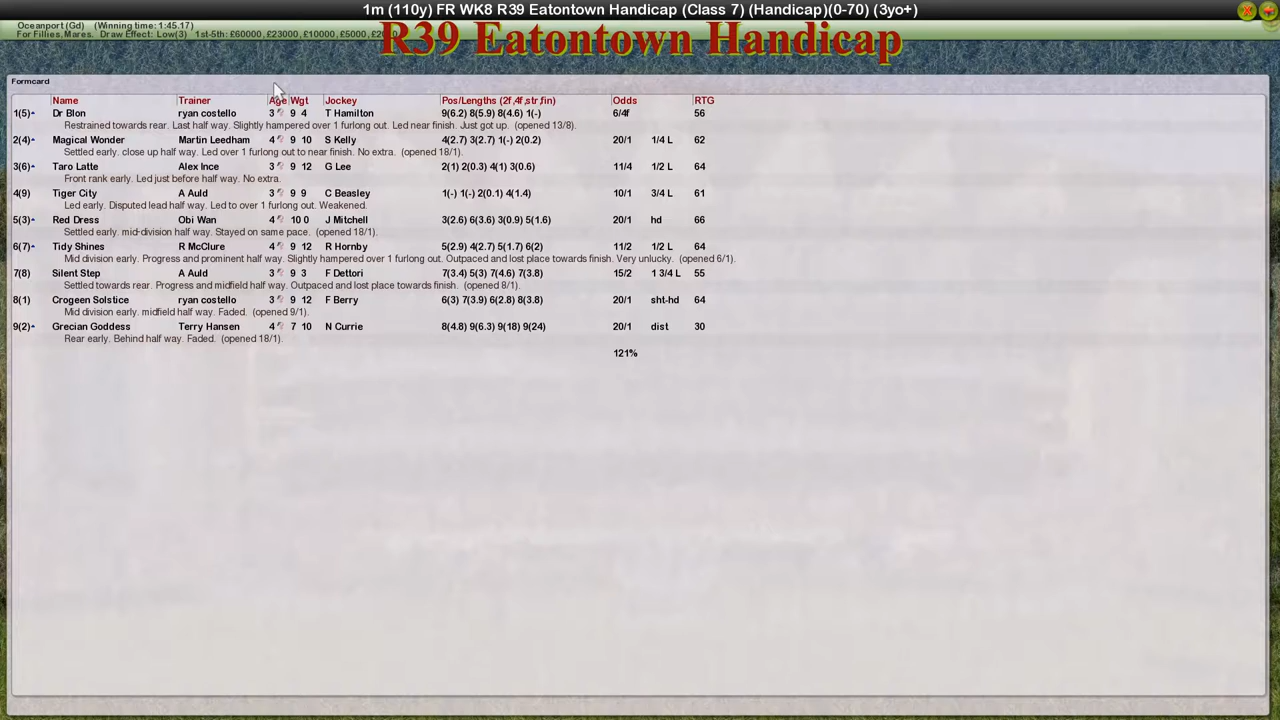 1m (110y) FR WK8 R39 Eatontown Handicap (Class 7) (Handicap)(0-70) (3yo+)
Oceanport (Gd) (Winning time: 1:45.17)
For Fillies,Mares. Draw Effect: Low(3) 1st-5th: £60000, £23000, £10000, £5000,
R39 Eatontown Handicap
Formcard
Name Trainer Age Wgt Jockey Pos/Lengths (2f,4f,str,fin) Odds RTG
1(5) Dr Blon ryan costello 3 9 4 T Hamilton 9(6.2) 8(5.9) 8(4.6) 1(-) 6/4f 56
Restrained towards rear. Last half way. Slightly hampered over 1 furlong out. Led near finish. Just got up. (opened 13/8).
2(4) Magical Wonder Martin Leedham 4 9 10 S Kelly 4(2.7) 3(2.7) 1(-) 2(0.2) 20/1 1/4 L 62
Settled early. close up half way. Led over 1 furlong out to near finish. No extra. (opened 18/1).
3(6) Taro Latte Alex Ince 3 9 12 G Lee 2(1) 2(0.3) 4(1) 3(0.6) 11/4 1/2 L 64
Front rank early. Led just before half way. No extra.
4(9) Tiger City A Auld 3 9 9 C Beasley 1(-) 1(-) 2(0.1) 4(1.4) 10/1 3/4 L 61
Led early. Disputed lead half way. Led to over 1 furlong out. Weakened.
5(3) Red Dress Obi Wan 4 10 0 J Mitchell 3(2.6) 6(3.6) 3(0.9) 5(1.6) 20/1 hd 66
Settled early. mid-division half way. Stayed on same pace. (opened 18/1).
6(7) Tidy Shines R McClure 4 9 12 R Hornby 5(2.9) 4(2.7) 5(1.7) 6(2) 11/2 1/2 L 64
Mid division early. Progress and prominent half way. Slightly hampered over 1 furlong out. Outpaced and lost place towards finish. Very unlucky. (opened 6/1).
7(8) Silent Step A Auld 3 9 3 F Dettori 7(3.4) 5(3) 7(4.6) 7(3.8) 15/2 1 3/4 L 55
Settled towards rear. Progress and midfield half way. Outpaced and lost place towards finish. (opened 8/1).
8(1) Crogeen Solstice ryan costello 3 9 12 F Berry 6(3) 7(3.9) 6(2.8) 8(3.8) 20/1 sht-hd 64
Mid division early. midfield half way. Faded. (opened 9/1).
9(2) Grecian Goddess Terry Hansen 4 7 10 N Currie 8(4.8) 9(6.3) 9(18) 9(24) 20/1 dist 30
Rear early. Behind half way. Faded. (opened 18/1).
121%